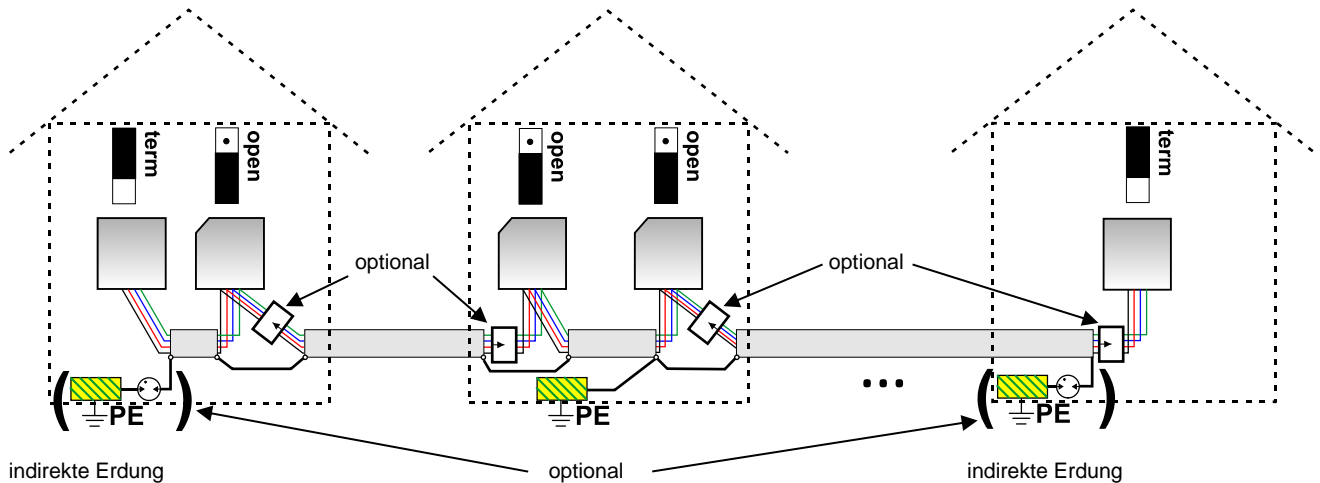 term
open
open
open
term
optional
optional
PE
PE
PE
indirekte Erdung
optional
indirekte Erdung